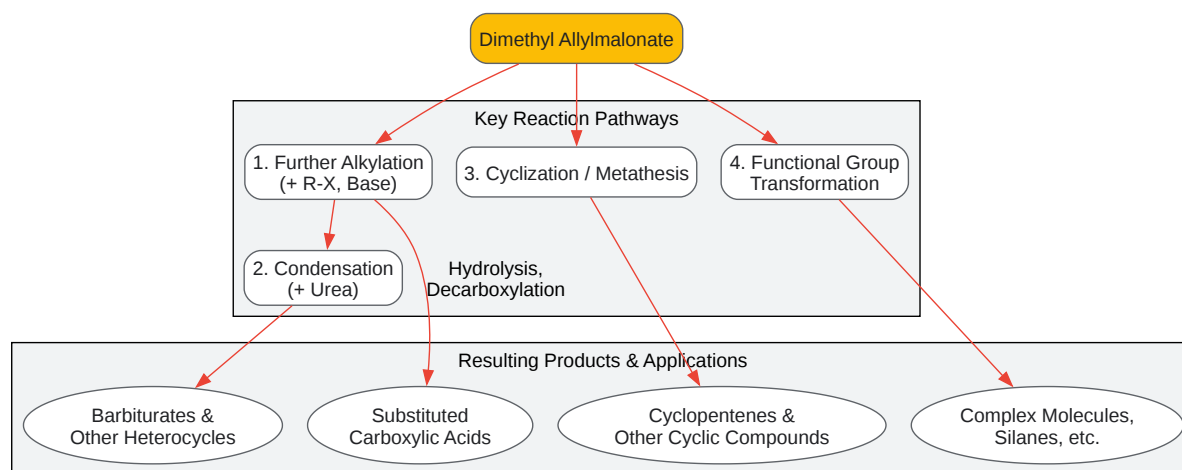 Dimethyl Allylmalonate
Key Reaction Pathways
1. Further Alkylation
(+ R-X, Base)
3. Cyclization / Metathesis
4. Functional Group
Transformation
2. Condensation
(+ Urea)
Hydrolysis,
Decarboxylation
Resulting Products & Applications
Barbiturates &
Other Heterocycles
Substituted
Carboxylic Acids
Cyclopentenes &
Other Cyclic Compounds
Complex Molecules,
Silanes, etc.